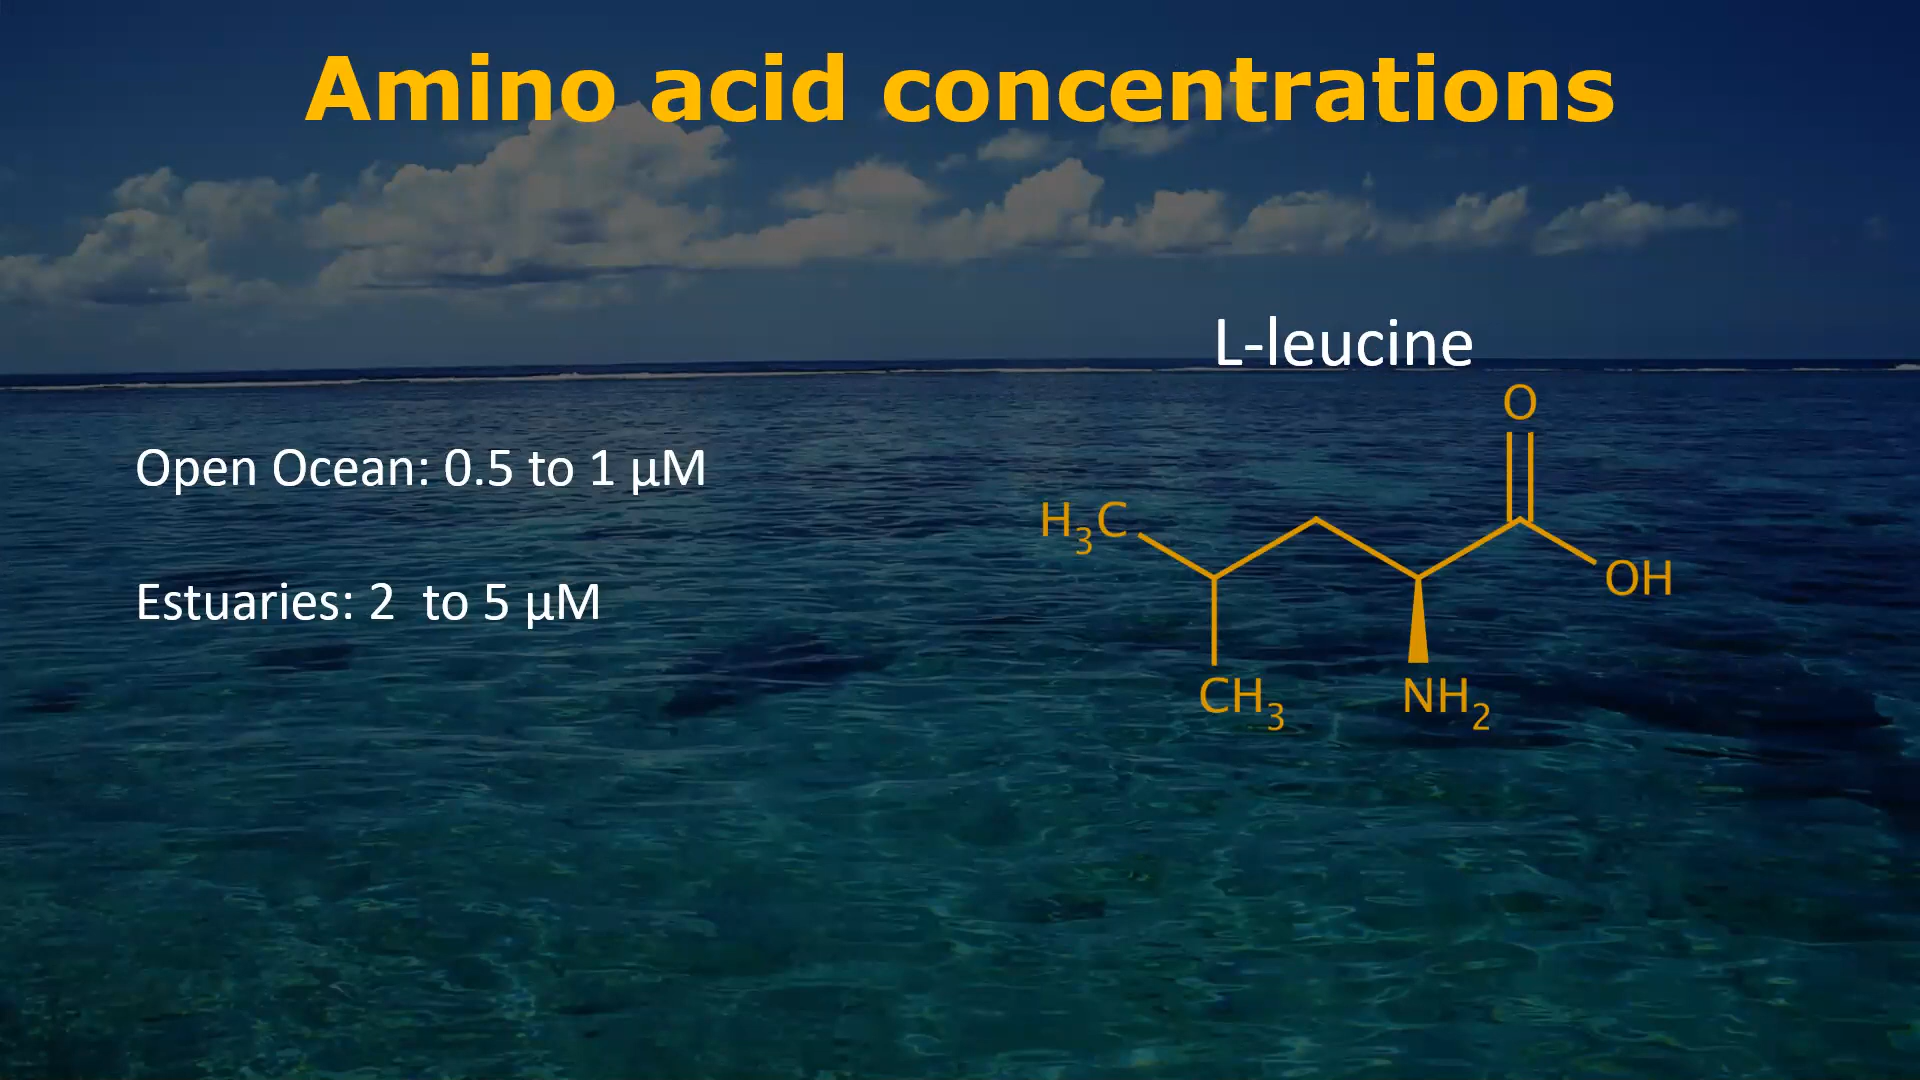 Amino acid concentrations
L-leucine
Open Ocean: 0.5 to 1 µM
Estuaries: 2  to 5 µM
O
H₃C
OH
CH₃
NH₂